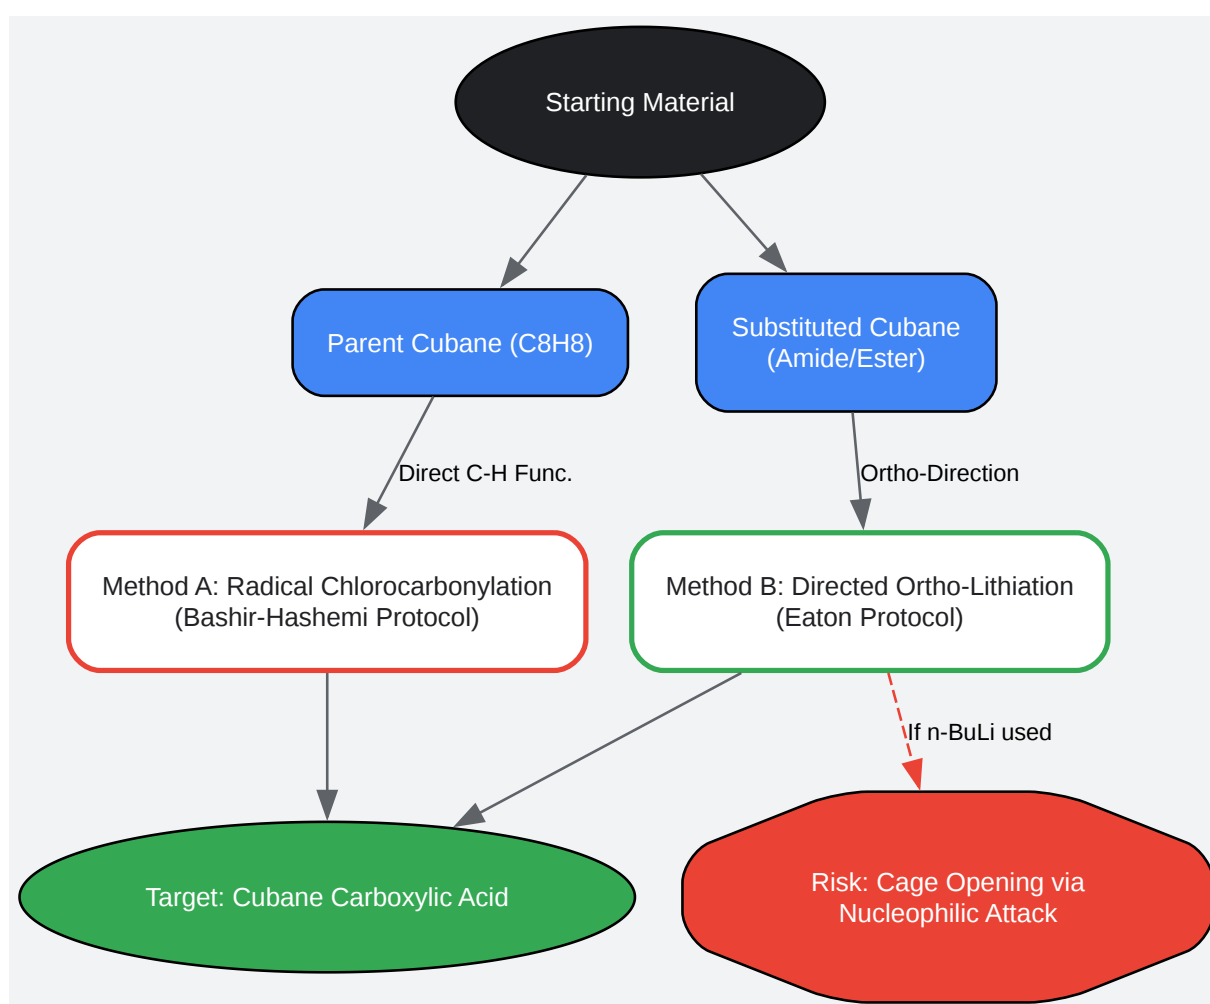 Starting Material
Parent Cubane (C8H8)
Substituted Cubane
(Amide/Ester)
Direct C-H Func.
Ortho-Direction
Method A: Radical Chlorocarbonylation
(Bashir-Hashemi Protocol)
Method B: Directed Ortho-Lithiation
(Eaton Protocol)
If n-BuLi used
Target: Cubane Carboxylic Acid
Risk: Cage Opening via
Nucleophilic Attack